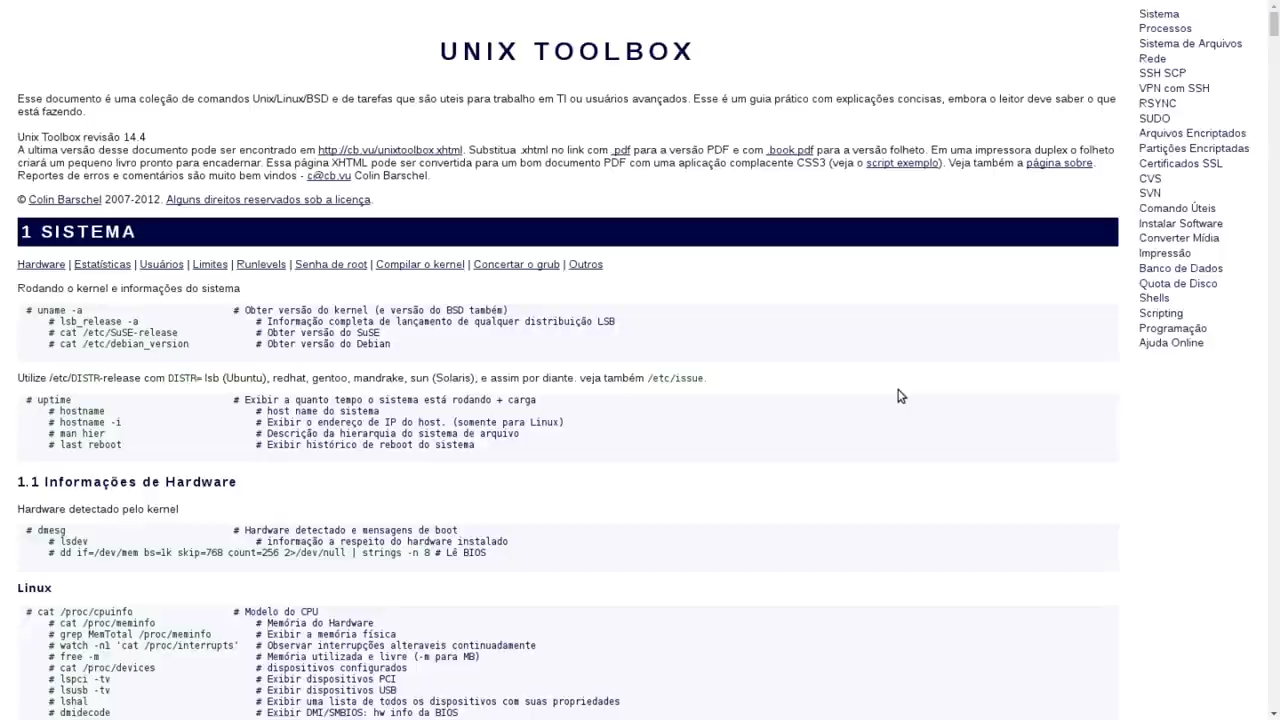 UNIX TOOLBOX
Esse documento é uma coleção de comandos Unix/Linux/BSD e de tarefas que são uteis para trabalho em TI ou usuários avançados. Esse é um guia prático com explicações concisas, embora o leitor deve saber o que
está fazendo.
Unix Toolbox revisão 14.4
A ultima versão desse documento pode ser encontrado em http://cb.vu/unixtoolbox.xhtml. Substitua .xhtml no link com .pdf para a versão PDF e com .book.pdf para a versão folheto. Em uma impressora duplex o folheto
criará um pequeno livro pronto para encadernar. Essa página XHTML pode ser convertida para um bom documento PDF com uma aplicação complacente CSS3 (veja o script exemplo). Veja também a página sobre.
Reportes de erros e comentários são muito bem vindos - c@cb.vu Colin Barschel.
© Colin Barschel 2007-2012. Alguns direitos reservados sob a licença.
1 SISTEMA
Hardware | Estatísticas | Usuários | Limites | Runlevels | Senha de root | Compilar o kernel | Concertar o grub | Outros
Rodando o kernel e informações do sistema
# uname -a # Obter versão do kernel (e versão do BSD também)
# lsb_release -a # Informação completa de lançamento de qualquer distribuição LSB
# cat /etc/SuSE-release # Obter versão do SuSE
# cat /etc/debian_version # Obter versão do Debian
Utilize /etc/DISTR-release com DISTR= lsb (Ubuntu), redhat, gentoo, mandrake, sun (Solaris), e assim por diante. veja também /etc/issue.
# uptime # Exibir a quanto tempo o sistema está rodando + carga
# hostname # host name do sistema
# hostname -i # Exibir o endereço de IP do host. (somente para Linux)
# man hier # Descrição da hierarquia do sistema de arquivo
# last reboot # Exibir histórico de reboot do sistema
1.1 Informações de Hardware
Hardware detectado pelo kernel
# dmesg # Hardware detectado e mensagens de boot
# lsdev # informação a respeito do hardware instalado
# dd if=/dev/mem bs=1k skip=768 count=256 2>/dev/null | strings -n 8 # Lê BIOS
Linux
# cat /proc/cpuinfo # Modelo do CPU
# cat /proc/meminfo # Memória do Hardware
# grep MemTotal /proc/meminfo # Exibir a memória física
# watch -n1 'cat /proc/interrupts' # Observar interrupções alteraveis continuadamente
# free -m # Memória utilizada e livre (-m para MB)
# cat /proc/devices # dispositivos configurados
# lspci -tv # Exibir dispositivos PCI
# lsusb -tv # Exibir dispositivos USB
# lshal # Exibir uma lista de todos os dispositivos com suas propriedades
# dmidecode # Exibir DMI/SMBIOS: hw info da BIOS
Sistema
Processos
Sistema de Arquivos
Rede
SSH SCP
VPN com SSH
RSYNC
SUDO
Arquivos Encriptados
Partições Encriptadas
Certificados SSL
CVS
SVN
Comando Úteis
Instalar Software
Converter Mídia
Impressão
Banco de Dados
Quota de Disco
Shells
Scripting
Programação
Ajuda Online